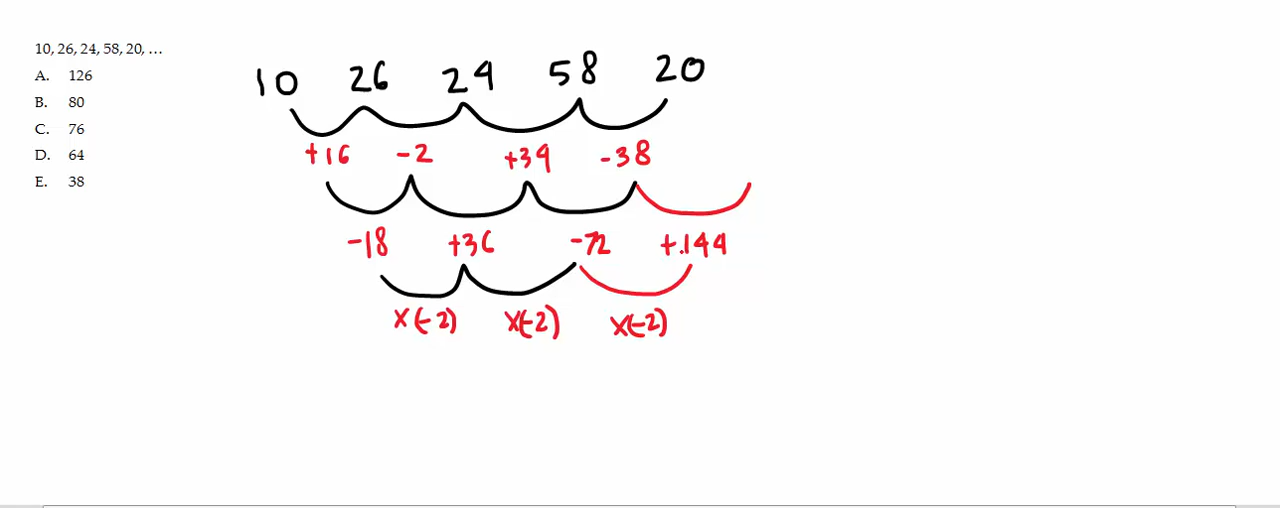 10, 26, 24, 58, 20, ...
A. 126
B. 80
C. 76
D. 64
E. 38
10 26 24 58 20
+16 -2 +34 -38
-18 +36 -72 +144
x(-2) x(-2) x(-2)